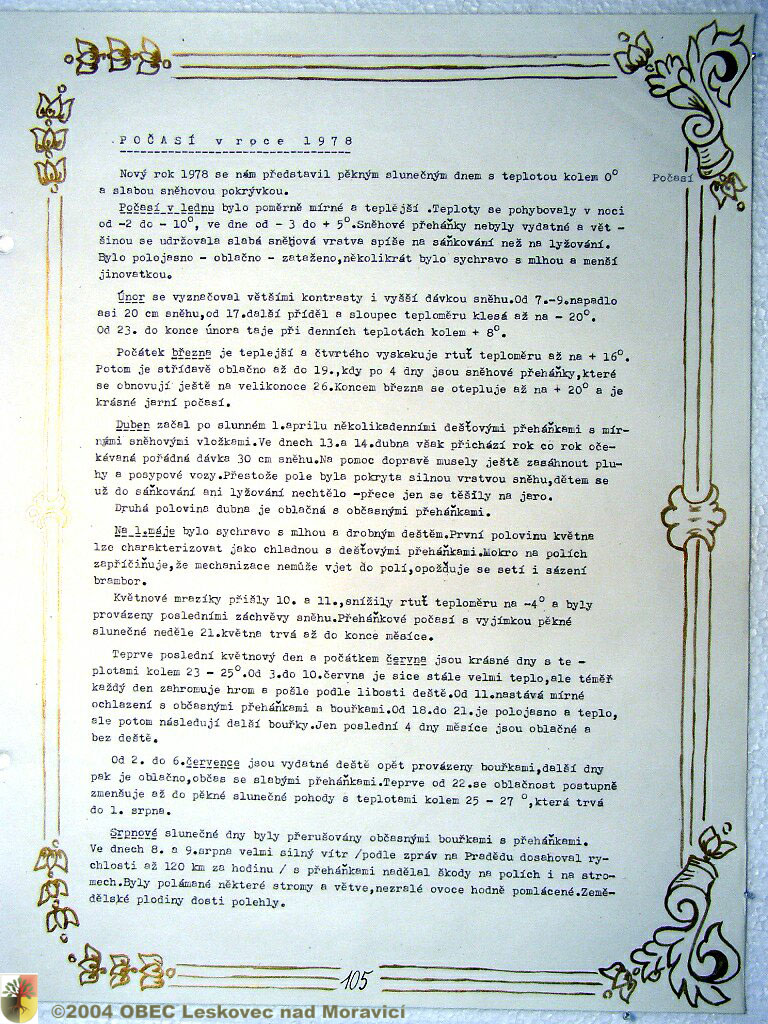 POČASÍ v roce 1978
Nový rok 1978 se nám představil pěkným slunečným dnem s teplotou kolem 0°
Počasí
a slabou sněhovou pokrývkou.
Počasí v lednu bylo poměrně mírné a teplejší .Teploty se pohybovaly v noci
od -2 do - 10°, ve dne od - 3 do + 5°.Sněhové přeháňky nebyly vydatné a vět -
šinou se udržovala slabá sněhová vrstva spíše na sáňkování než na lyžování.
Bylo polojasno - oblačno - zataženo,několikrát bylo sychravo s mlhou a menší
jinovatkou.
Únor se vyznačoval většími kontrasty i vyšší dávkou sněhu.Od 7.-9.napadlo
asi 20 cm sněhu,od 17.další příděl a sloupec teploměru klesá až na - 20°.
Od 23. do konce února taje při denních teplotách kolem + 8°.
Počátek března je teplejší a čtvrtého vyskakuje rtuť teploměru až na + 16°.
Potom je střídavě oblačno až do 19.,kdy po 4 dny jsou sněhové přeháňky,které
se obnovují ještě na velikonoce 26.Koncem března se otepluje až na + 20° a je
krásné jarní počasí.
Duben začal po slunném 1.aprilu několikadenními dešťovými přeháňkami s mír-
nými sněhovými vložkami.Ve dnech 13.a 14.dubna však přichází rok co rok oče-
kávaná pořádná dávka 30 cm sněhu.Na pomoc dopravě musely ještě zasáhnout plu-
hy a posypové vozy.Přestože pole byla pokryta silnou vrstvou sněhu,dětem se
už do sáňkování ani lyžování nechtělo -přece jen se těšily na jaro.
Druhá polovina dubna je oblačná s občasnými přeháňkami.
Na 1.máje bylo sychravo s mlhou a drobným deštěm.První polovinu května
lze charakterizovat jako chladnou s dešťovými přeháňkami.Mokro na polích
zapříčiňuje,že mechanizace nemůže vjet do polí,opožďuje se setí i sázení
brambor.
Květnové mrazíky přišly 10. a 11.,snížily rtuť teploměru na -4° a byly
provázeny posledními záchvěvy sněhu.Přeháňkové počasí s vyjímkou pěkné
slunečné neděle 21.května trvá až do konce měsíce.
Teprve poslední květnový den a počátkem června jsou krásné dny s te -
plotami kolem 23 - 25°.Od 3.do 10.června je sice stále velmi teplo,ale téměř
každý den zahromuje hrom a pošle podle libosti deště.Od 11.nastává mírné
ochlazení s občasnými přeháňkami a bouřkami.Od 18.do 21.je polojasno a teplo,
ale potom následují další bouřky.Jen poslední 4 dny měsíce jsou oblačné a
bez deště.
Od 2. do 6.července jsou vydatné deště opět provázeny bouřkami,další dny
pak je oblačno,občas se slabými přeháňkami.Teprve od 22.se oblačnost postupně
zmenšuje až do pěkné slunečné pohody s teplotami kolem 25 - 27 °,která trvá
do 1. srpna.
Srpnové slunečné dny byly přerušovány občasnými bouřkami s přeháňkami.
Ve dnech 8. a 9.srpna velmi silný vítr /podle zpráv na Pradědu dosahoval ry-
chlosti až 120 km za hodinu / s přeháňkami nadělal škody na polích i na stro-
mech.Byly polámané některé stromy a větve,nezralé ovoce hodně pomlácené.Země-
dělské plodiny dosti polehly.
105
©2004 OBEC Leskovec nad Moravicí